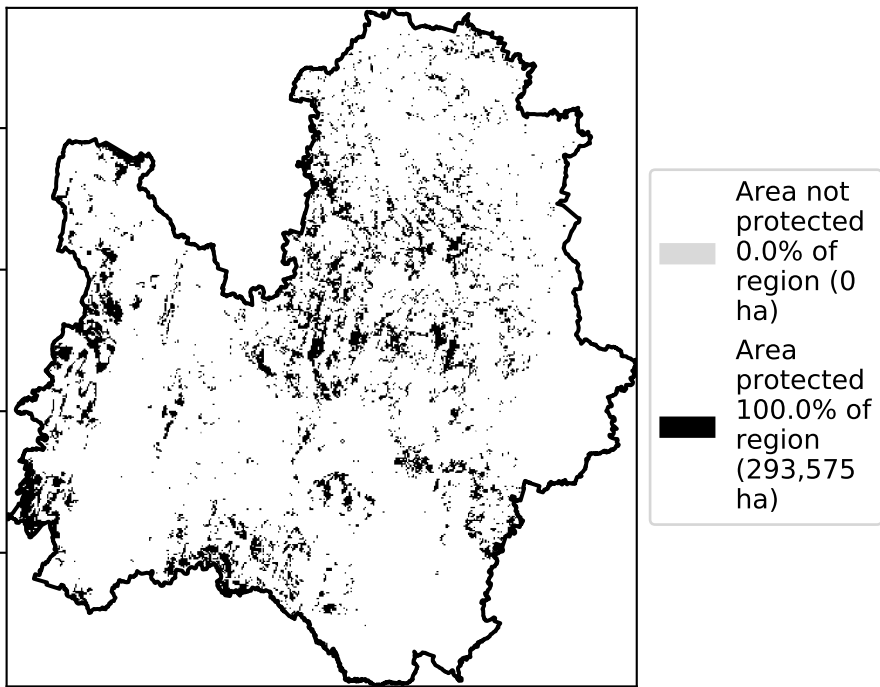 Area not
protected
0.0% of
region (0
ha)
Area
protected
100.0% of
region
(293,575
ha)